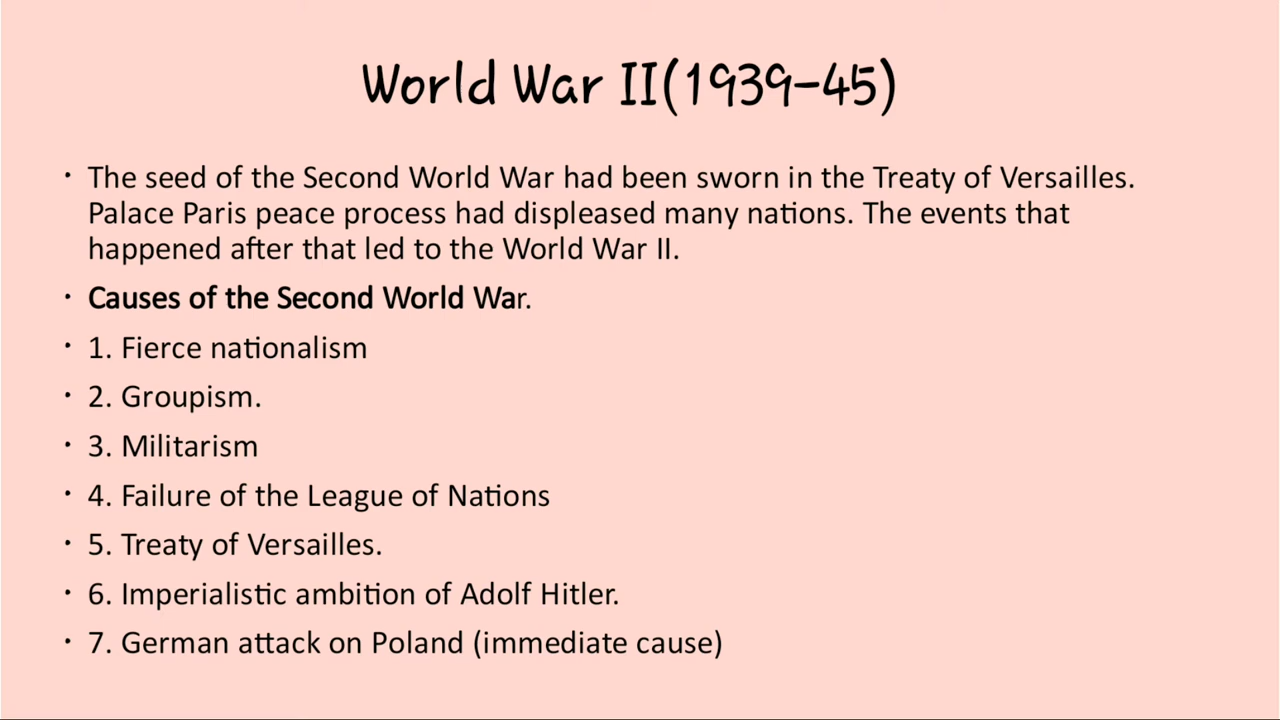 World War II(1939-45)
• The seed of the Second World War had been sworn in the Treaty of Versailles.
Palace Paris peace process had displeased many nations. The events that
happened after that led to the World War II.
• Causes of the Second World War.
• 1. Fierce nationalism
• 2. Groupism.
• 3. Militarism
• 4. Failure of the League of Nations
• 5. Treaty of Versailles.
• 6. Imperialistic ambition of Adolf Hitler.
• 7. German attack on Poland (immediate cause)